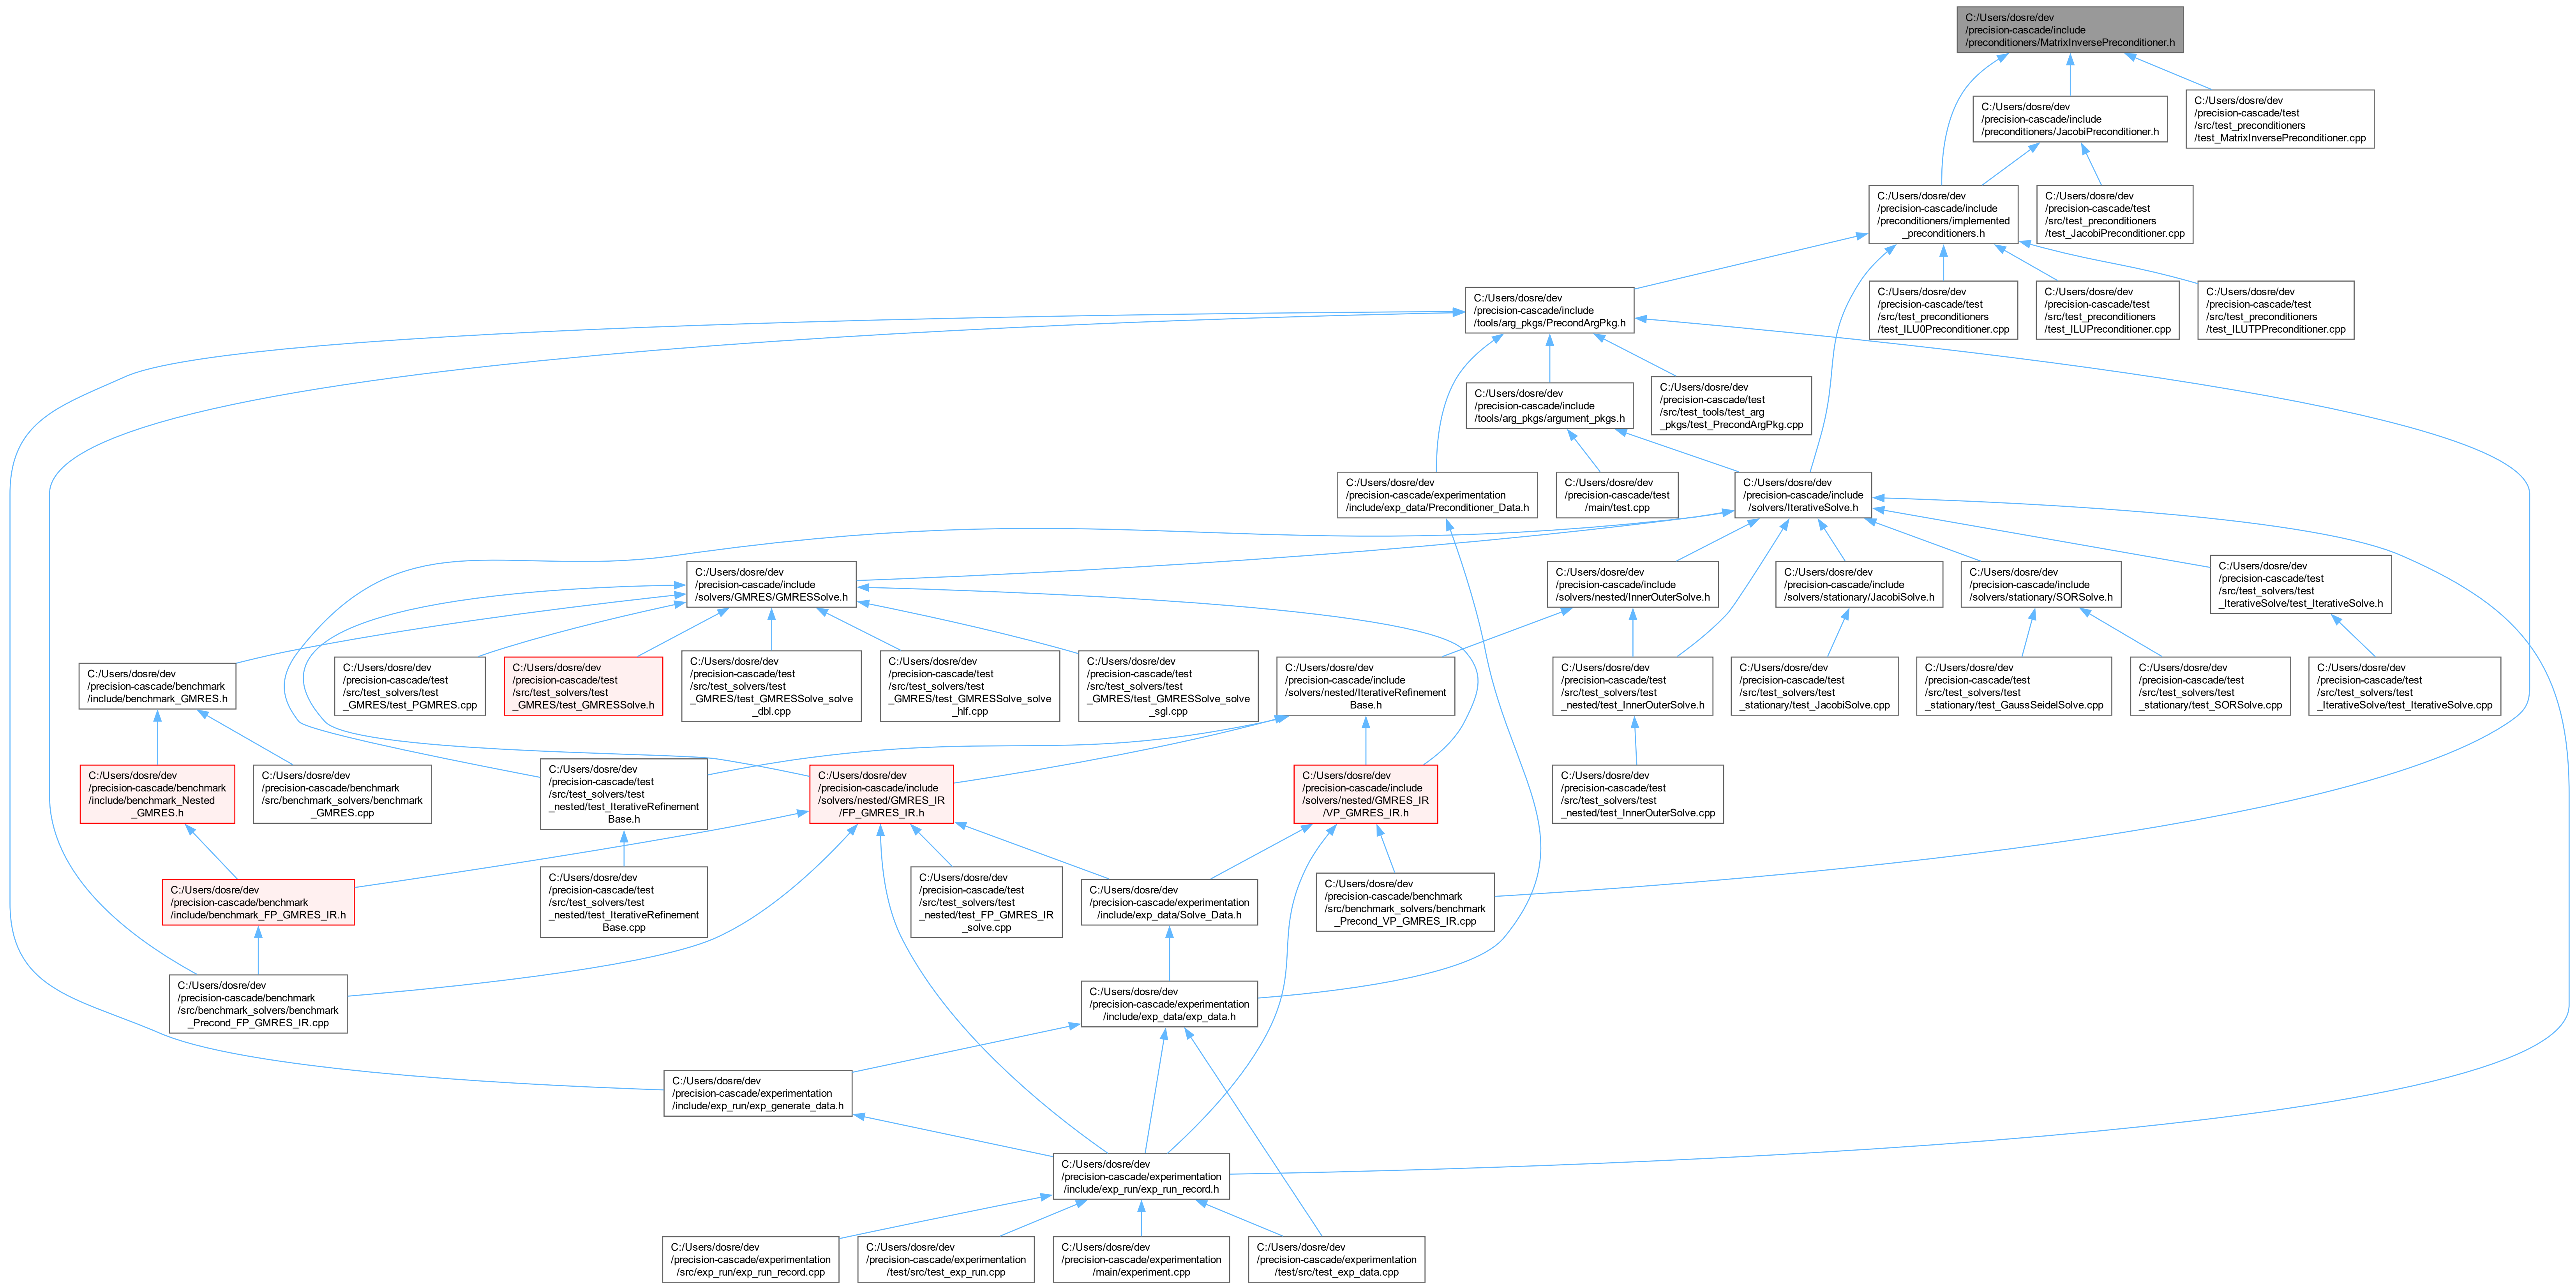 C:/Users/dosre/dev
/precision-cascade/include
/preconditioners/MatrixInversePreconditioner.h
C:/Users/dosre/dev
/precision-cascade/include
/preconditioners/JacobiPreconditioner.h
C:/Users/dosre/dev
/precision-cascade/test
/src/test_preconditioners
/test_MatrixInversePreconditioner.cpp
C:/Users/dosre/dev
/precision-cascade/include
/preconditioners/implemented
_preconditioners.h
C:/Users/dosre/dev
/precision-cascade/test
/src/test_preconditioners
/test_JacobiPreconditioner.cpp
C:/Users/dosre/dev
/precision-cascade/include
/tools/arg_pkgs/PrecondArgPkg.h
C:/Users/dosre/dev
/precision-cascade/test
/src/test_preconditioners
/test_ILU0Preconditioner.cpp
C:/Users/dosre/dev
/precision-cascade/test
/src/test_preconditioners
/test_ILUPreconditioner.cpp
C:/Users/dosre/dev
/precision-cascade/test
/src/test_preconditioners
/test_ILUTPPreconditioner.cpp
C:/Users/dosre/dev
/precision-cascade/include
/tools/arg_pkgs/argument_pkgs.h
C:/Users/dosre/dev
/precision-cascade/test
/src/test_tools/test_arg
_pkgs/test_PrecondArgPkg.cpp
C:/Users/dosre/dev
/precision-cascade/experimentation
/include/exp_data/Preconditioner_Data.h
C:/Users/dosre/dev
/precision-cascade/test
/main/test.cpp
C:/Users/dosre/dev
/precision-cascade/include
/solvers/IterativeSolve.h
C:/Users/dosre/dev
/precision-cascade/include
/solvers/GMRES/GMRESSolve.h
C:/Users/dosre/dev
/precision-cascade/include
/solvers/nested/InnerOuterSolve.h
C:/Users/dosre/dev
/precision-cascade/include
/solvers/stationary/JacobiSolve.h
C:/Users/dosre/dev
/precision-cascade/include
/solvers/stationary/SORSolve.h
C:/Users/dosre/dev
/precision-cascade/test
/src/test_solvers/test
_IterativeSolve/test_IterativeSolve.h
C:/Users/dosre/dev
/precision-cascade/benchmark
/include/benchmark_GMRES.h
C:/Users/dosre/dev
/precision-cascade/test
/src/test_solvers/test
_GMRES/test_PGMRES.cpp
C:/Users/dosre/dev
/precision-cascade/test
/src/test_solvers/test
_GMRES/test_GMRESSolve.h
C:/Users/dosre/dev
/precision-cascade/test
/src/test_solvers/test
_GMRES/test_GMRESSolve_solve
_dbl.cpp
C:/Users/dosre/dev
/precision-cascade/test
/src/test_solvers/test
_GMRES/test_GMRESSolve_solve
_hlf.cpp
C:/Users/dosre/dev
/precision-cascade/test
/src/test_solvers/test
_GMRES/test_GMRESSolve_solve
_sgl.cpp
C:/Users/dosre/dev
/precision-cascade/include
/solvers/nested/IterativeRefinement
Base.h
C:/Users/dosre/dev
/precision-cascade/test
/src/test_solvers/test
_nested/test_InnerOuterSolve.h
C:/Users/dosre/dev
/precision-cascade/test
/src/test_solvers/test
_stationary/test_JacobiSolve.cpp
C:/Users/dosre/dev
/precision-cascade/test
/src/test_solvers/test
_stationary/test_GaussSeidelSolve.cpp
C:/Users/dosre/dev
/precision-cascade/test
/src/test_solvers/test
_stationary/test_SORSolve.cpp
C:/Users/dosre/dev
/precision-cascade/test
/src/test_solvers/test
_IterativeSolve/test_IterativeSolve.cpp
C:/Users/dosre/dev
/precision-cascade/benchmark
/include/benchmark_Nested
_GMRES.h
C:/Users/dosre/dev
/precision-cascade/benchmark
/src/benchmark_solvers/benchmark
_GMRES.cpp
C:/Users/dosre/dev
/precision-cascade/test
/src/test_solvers/test
_nested/test_IterativeRefinement
Base.h
C:/Users/dosre/dev
/precision-cascade/include
/solvers/nested/GMRES_IR
/FP_GMRES_IR.h
C:/Users/dosre/dev
/precision-cascade/include
/solvers/nested/GMRES_IR
/VP_GMRES_IR.h
C:/Users/dosre/dev
/precision-cascade/test
/src/test_solvers/test
_nested/test_InnerOuterSolve.cpp
C:/Users/dosre/dev
/precision-cascade/benchmark
/include/benchmark_FP_GMRES_IR.h
C:/Users/dosre/dev
/precision-cascade/test
/src/test_solvers/test
_nested/test_IterativeRefinement
Base.cpp
C:/Users/dosre/dev
/precision-cascade/test
/src/test_solvers/test
_nested/test_FP_GMRES_IR
_solve.cpp
C:/Users/dosre/dev
/precision-cascade/experimentation
/include/exp_data/Solve_Data.h
C:/Users/dosre/dev
/precision-cascade/benchmark
/src/benchmark_solvers/benchmark
_Precond_VP_GMRES_IR.cpp
C:/Users/dosre/dev
/precision-cascade/benchmark
/src/benchmark_solvers/benchmark
_Precond_FP_GMRES_IR.cpp
C:/Users/dosre/dev
/precision-cascade/experimentation
/include/exp_data/exp_data.h
C:/Users/dosre/dev
/precision-cascade/experimentation
/include/exp_run/exp_generate_data.h
C:/Users/dosre/dev
/precision-cascade/experimentation
/include/exp_run/exp_run_record.h
C:/Users/dosre/dev
/precision-cascade/experimentation
/src/exp_run/exp_run_record.cpp
C:/Users/dosre/dev
/precision-cascade/experimentation
/test/src/test_exp_run.cpp
C:/Users/dosre/dev
/precision-cascade/experimentation
/main/experiment.cpp
C:/Users/dosre/dev
/precision-cascade/experimentation
/test/src/test_exp_data.cpp